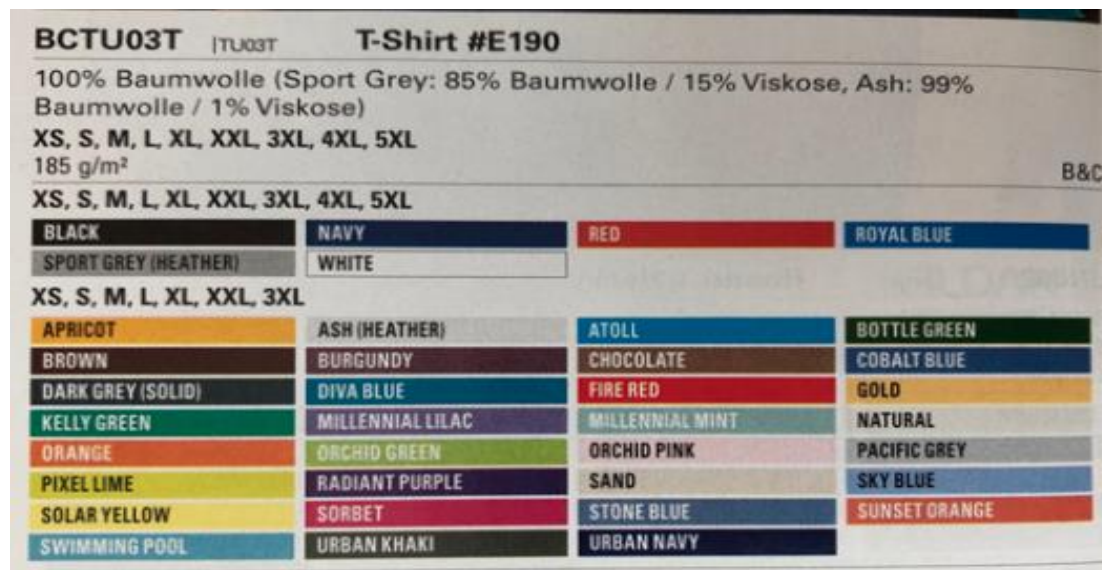 BCTU03T |TU03T T-Shirt #E190
100% Baumwolle (Sport Grey: 85% Baumwolle / 15% Viskose, Ash: 99%
Baumwolle / 1% Viskose)
XS, S, M, L, XL, XXL, 3XL, 4XL, 5XL
185 g/m² B&C
XS, S, M, L, XL, XXL, 3XL, 4XL, 5XL
BLACK NAVY RED ROYAL BLUE
SPORT GREY (HEATHER) WHITE
XS, S, M, L, XL, XXL, 3XL
APRICOT ASH (HEATHER) ATOLL BOTTLE GREEN
BROWN BURGUNDY CHOCOLATE COBALT BLUE
DARK GREY (SOLID) DIVA BLUE FIRE RED GOLD
KELLY GREEN MILLENNIAL LILAC MILLENNIAL MINT NATURAL
ORANGE ORCHID GREEN ORCHID PINK PACIFIC GREY
PIXEL LIME RADIANT PURPLE SAND SKY BLUE
SOLAR YELLOW SORBET STONE BLUE SUNSET ORANGE
SWIMMING POOL URBAN KHAKI URBAN NAVY